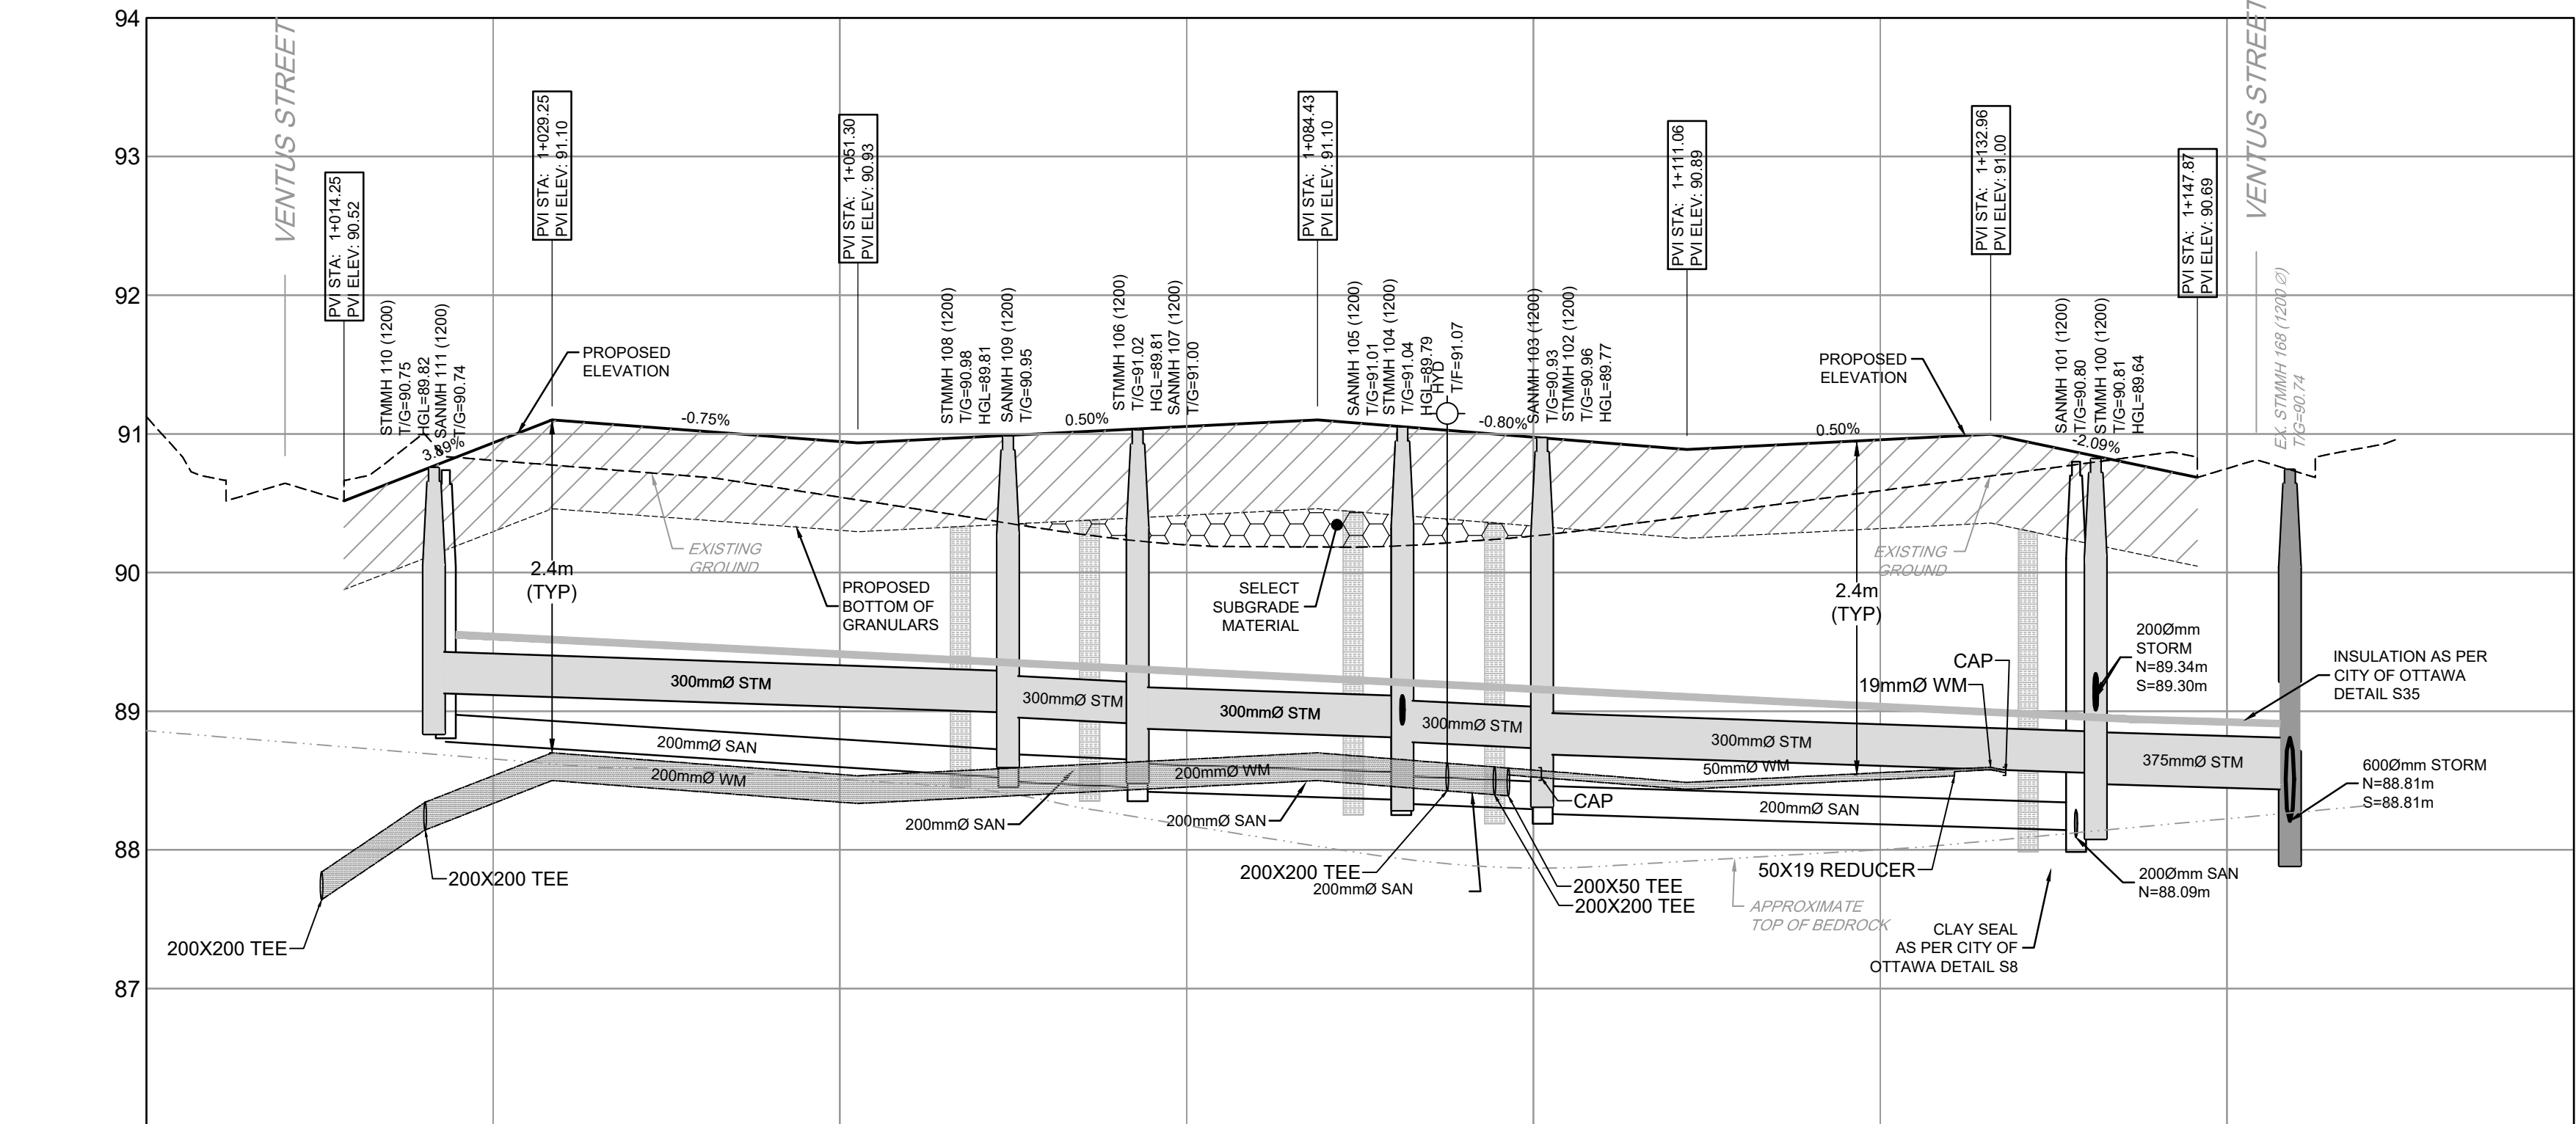 94
93
92
91
90
89
88
87
VENTUS STREET
PVI STA: 1+014.25
PVI ELEV: 90.52
PVI STA: 1+029.25
PVI ELEV: 91.10
PVI STA: 1+051.30
PVI ELEV: 90.93
PVI STA: 1+084.43
PVI ELEV: 91.10
PVI STA: 1+111.06
PVI ELEV: 90.89
PVI STA: 1+132.96
PVI ELEV: 91.00
PVI STA: 1+147.87
PVI ELEV: 90.69
VENTUS STREET
STMMH 110 (1200)
T/G=90.75
HGL=89.82
SANMH 111 (1200)
T/G=90.74
STMMH 108 (1200)
T/G=90.98
HGL=89.81
SANMH 109 (1200)
T/G=90.95
STMMH 106 (1200)
T/G=91.02
HGL=89.81
SANMH 107 (1200)
T/G=91.00
SANMH 105 (1200)
T/G=91.01
STMMH 104 (1200)
T/G=91.04
HGL=89.79
HYD
T/F=91.07
SANMH 103 (1200)
T/G=90.93
STMMH 102 (1200)
T/G=90.96
HGL=89.77
SANMH 101 (1200)
T/G=90.80
STMMH 100 (1200)
T/G=90.81
HGL=89.64
EX. STMMH 168 (1200 Ø)
T/G=90.74
PROPOSED
ELEVATION
PROPOSED
ELEVATION
3.89%
-0.75%
0.50%
-0.80%
0.50%
-2.09%
EXISTING
GROUND
EXISTING
GROUND
2.4m
(TYP)
2.4m
(TYP)
PROPOSED
BOTTOM OF
GRANULARS
SELECT
SUBGRADE
MATERIAL
200Ømm
STORM
N=89.34m
S=89.30m
INSULATION AS PER
CITY OF OTTAWA
DETAIL S35
CAP
19mmØ WM
300mmØ STM
300mmØ STM
300mmØ STM
300mmØ STM
300mmØ STM
375mmØ STM
200mmØ SAN
200mmØ WM
200mmØ WM
50mmØ WM
600Ømm STORM
N=88.81m
S=88.81m
CAP
200mmØ SAN
200mmØ SAN
200mmØ SAN
200X200 TEE
200X200 TEE
200mmØ SAN
200X50 TEE
200X200 TEE
50X19 REDUCER
200Ømm SAN
N=88.09m
APPROXIMATE
TOP OF BEDROCK
CLAY SEAL
AS PER CITY OF
OTTAWA DETAIL S8
200X200 TEE